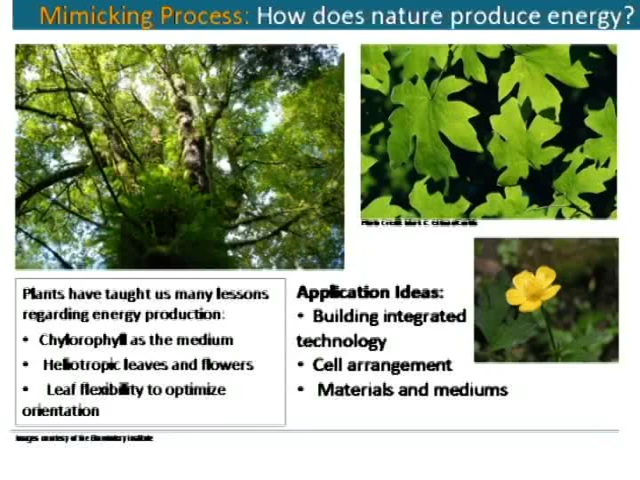 Mimicking Process: How does nature produce energy?
Plants have taught us many lessons
regarding energy production:
• Chylorophyll as the medium
• Heliotropic leaves and flowers
• Leaf flexibility to optimize
orientation
Application Ideas:
• Building integrated
technology
• Cell arrangement
• Materials and mediums